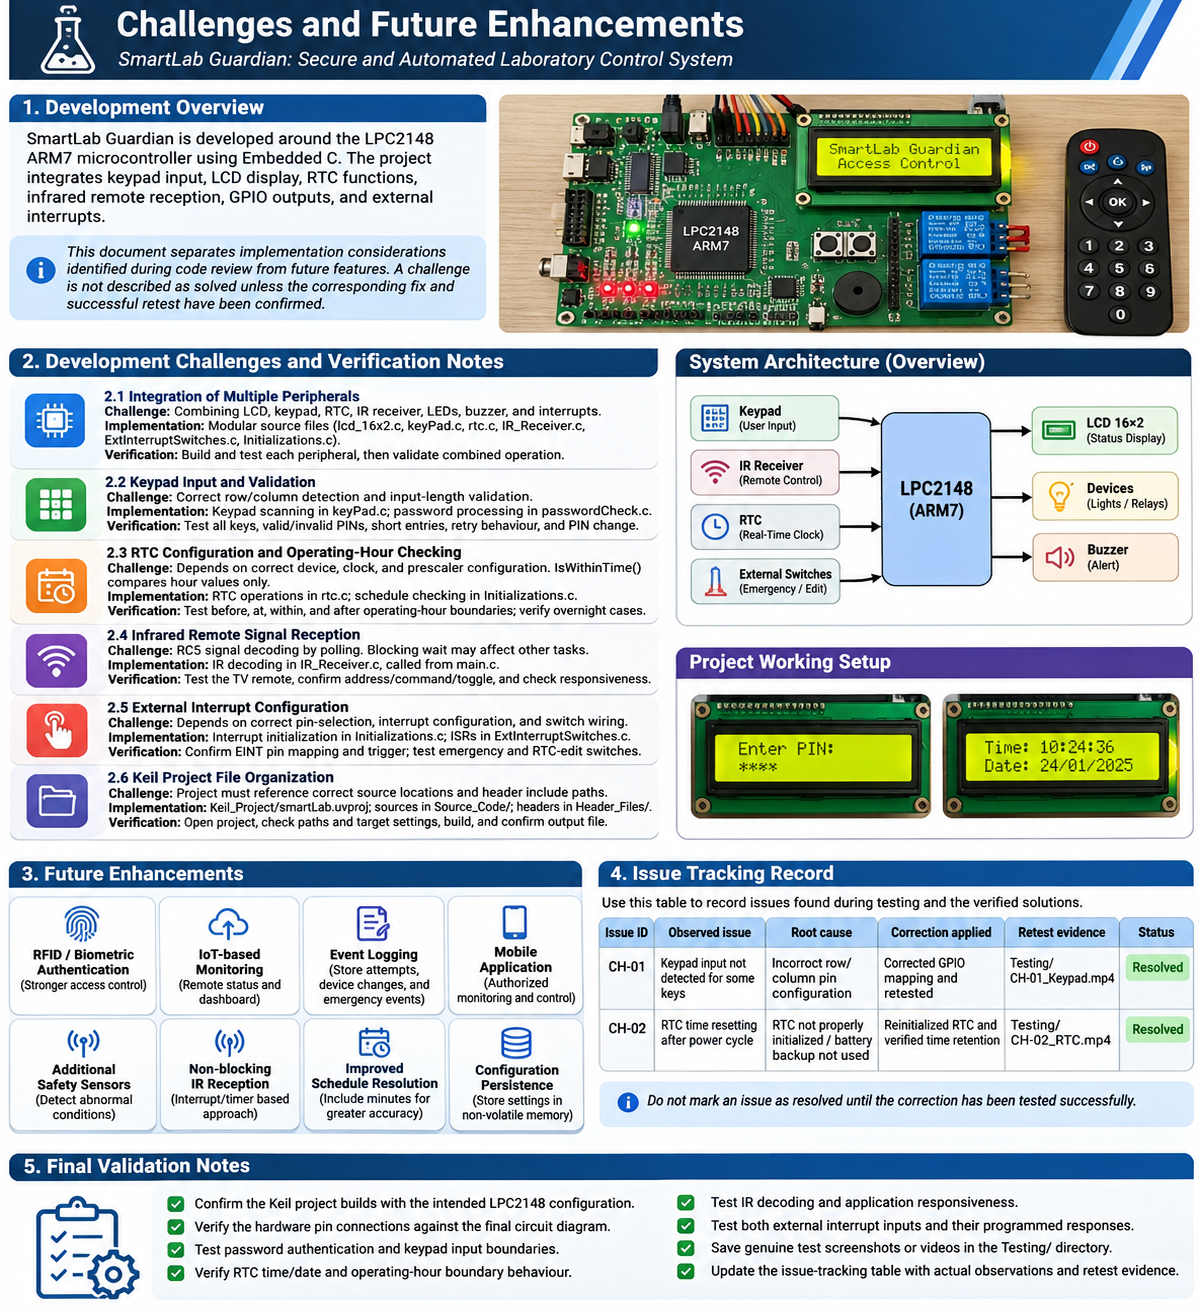 Challenges and Future Enhancements
SmartLab Guardian: Secure and Automated Laboratory Control System
1. Development Overview
SmartLab Guardian is developed around the LPC2148
ARM7 microcontroller using Embedded C. The project
integrates keypad input, LCD display, RTC functions,
infrared remote reception, GPIO outputs, and external
interrupts.
This document separates implementation considerations
identified during code review from future features. A challenge
is not described as solved unless the corresponding fix and
successful retest have been confirmed.
SmartLab Guardian
Access Control
LPC2148
ARM7
OK
1 2 3
4 5 6
7 8 9
0
2. Development Challenges and Verification Notes
2.1 Integration of Multiple Peripherals
Challenge: Combining LCD, keypad, RTC, IR receiver, LEDs, buzzer, and interrupts.
Implementation: Modular source files (lcd_16x2.c, keyPad.c, rtc.c, IR_Receiver.c,
ExtInterruptSwitches.c, Initializations.c).
Verification: Build and test each peripheral, then validate combined operation.
2.2 Keypad Input and Validation
Challenge: Correct row/column detection and input-length validation.
Implementation: Keypad scanning in keyPad.c; password processing in passwordCheck.c.
Verification: Test all keys, valid/invalid PINs, short entries, retry behaviour, and PIN change.
2.3 RTC Configuration and Operating-Hour Checking
Challenge: Depends on correct device, clock, and prescaler configuration. IsWithinTime()
compares hour values only.
Implementation: RTC operations in rtc.c; schedule checking in Initializations.c.
Verification: Test before, at, within, and after operating-hour boundaries; verify overnight cases.
2.4 Infrared Remote Signal Reception
Challenge: RC5 signal decoding by polling. Blocking wait may affect other tasks.
Implementation: IR decoding in IR_Receiver.c, called from main.c.
Verification: Test the TV remote, confirm address/command/toggle, and check responsiveness.
2.5 External Interrupt Configuration
Challenge: Depends on correct pin-selection, interrupt configuration, and switch wiring.
Implementation: Interrupt initialization in Initializations.c; ISRs in ExtInterruptSwitches.c.
Verification: Confirm EINT pin mapping and trigger; test emergency and RTC-edit switches.
2.6 Keil Project File Organization
Challenge: Project must reference correct source locations and header include paths.
Implementation: Keil_Project/smartLab.uvproj; sources in Source_Code/; headers in Header_Files/.
Verification: Open project, check paths and target settings, build, and confirm output file.
System Architecture (Overview)
Keypad
(User Input)
IR Receiver
(Remote Control)
RTC
(Real-Time Clock)
External Switches
(Emergency / Edit)
LPC2148
(ARM7)
LCD 16×2
(Status Display)
Devices
(Lights / Relays)
Buzzer
(Alert)
Project Working Setup
Enter PIN:
****
Time: 10:24:36
Date: 24/01/2025
3. Future Enhancements
RFID / Biometric
Authentication
(Stronger access control)
IoT-based
Monitoring
(Remote status and
dashboard)
Event Logging
(Store attempts,
device changes, and
emergency events)
Mobile
Application
(Authorized
monitoring and control)
Additional
Safety Sensors
(Detect abnormal
conditions)
Non-blocking
IR Reception
(Interrupt/timer based
approach)
Improved
Schedule Resolution
(Include minutes for
greater accuracy)
Configuration
Persistence
(Store settings in
non-volatile memory)
4. Issue Tracking Record
Use this table to record issues found during testing and the verified solutions.
Issue ID Observed issue Root cause Correction applied Retest evidence Status
CH-01
Keypad input not
detected for some
keys
Incorroct row/
column pin
configuration
Corrected GPIO
mapping and
retested
Testing/
CH-01_Keypad.mp4
Resolved
CH-02
RTC time resetting
after power cycle
RTC not properly
initialized / battery
backup not used
Reinitialized RTC and
verified time retention
Testing/
CH-02_RTC.mp4
Resolved
Do not mark an issue as resolved until the correction has been tested successfully.
5. Final Validation Notes
Confirm the Keil project builds with the intended LPC2148 configuration.
Verify the hardware pin connections against the final circuit diagram.
Test password authentication and keypad input boundaries.
Verify RTC time/date and operating-hour boundary behaviour.
Test IR decoding and application responsiveness.
Test both external interrupt inputs and their programmed responses.
Save genuine test screenshots or videos in the Testing/ directory.
Update the issue-tracking table with actual observations and retest evidence.